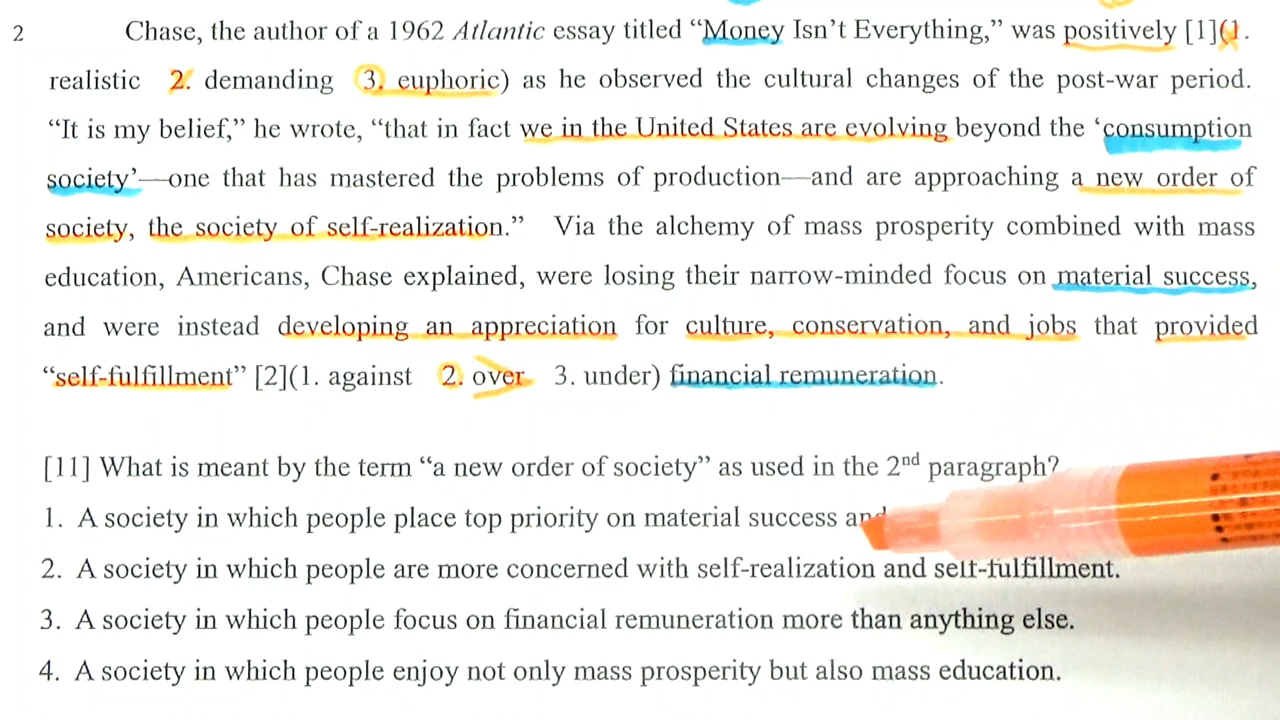 2 Chase, the author of a 1962 Atlantic essay titled “Money Isn’t Everything,” was positively [1](1.
realistic 2. demanding 3. euphoric) as he observed the cultural changes of the post-war period.
“It is my belief,” he wrote, “that in fact we in the United States are evolving beyond the ‘consumption
society’—one that has mastered the problems of production—and are approaching a new order of
society, the society of self-realization.” Via the alchemy of mass prosperity combined with mass
education, Americans, Chase explained, were losing their narrow-minded focus on material success,
and were instead developing an appreciation for culture, conservation, and jobs that provided
“self-fulfillment” [2](1. against 2. over 3. under) financial remuneration.
[11] What is meant by the term “a new order of society” as used in the 2nd paragraph?
1. A society in which people place top priority on material success and
2. A society in which people are more concerned with self-realization and self-fulfillment.
3. A society in which people focus on financial remuneration more than anything else.
4. A society in which people enjoy not only mass prosperity but also mass education.